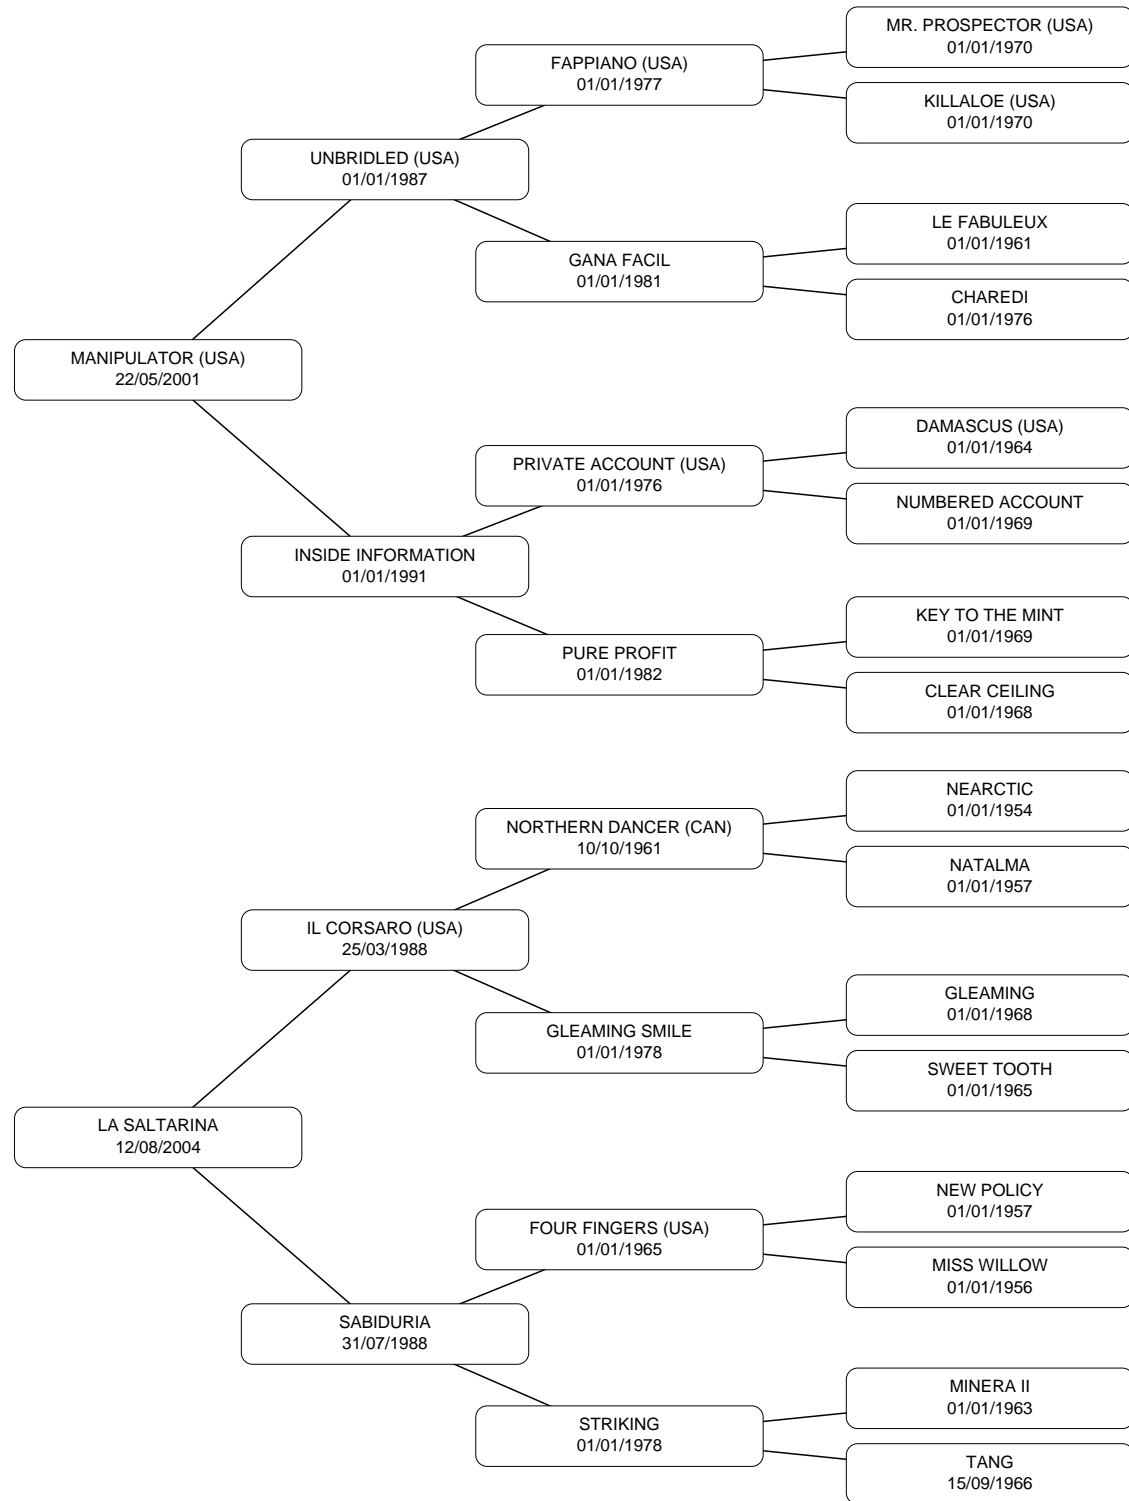 MR. PROSPECTOR (USA)
01/01/1970
FAPPIANO (USA)
01/01/1977
KILLALOE (USA)
01/01/1970
UNBRIDLED (USA)
01/01/1987
LE FABULEUX
01/01/1961
GANA FACIL
01/01/1981
CHAREDI
01/01/1976
MANIPULATOR (USA)
22/05/2001
DAMASCUS (USA)
01/01/1964
PRIVATE ACCOUNT (USA)
01/01/1976
NUMBERED ACCOUNT
01/01/1969
INSIDE INFORMATION
01/01/1991
KEY TO THE MINT
01/01/1969
PURE PROFIT
01/01/1982
CLEAR CEILING
01/01/1968
NEARCTIC
01/01/1954
NORTHERN DANCER (CAN)
10/10/1961
NATALMA
01/01/1957
IL CORSARO (USA)
25/03/1988
GLEAMING
01/01/1968
GLEAMING SMILE
01/01/1978
SWEET TOOTH
01/01/1965
LA SALTARINA
12/08/2004
NEW POLICY
01/01/1957
FOUR FINGERS (USA)
01/01/1965
MISS WILLOW
01/01/1956
SABIDURIA
31/07/1988
MINERA II
01/01/1963
STRIKING
01/01/1978
TANG
15/09/1966